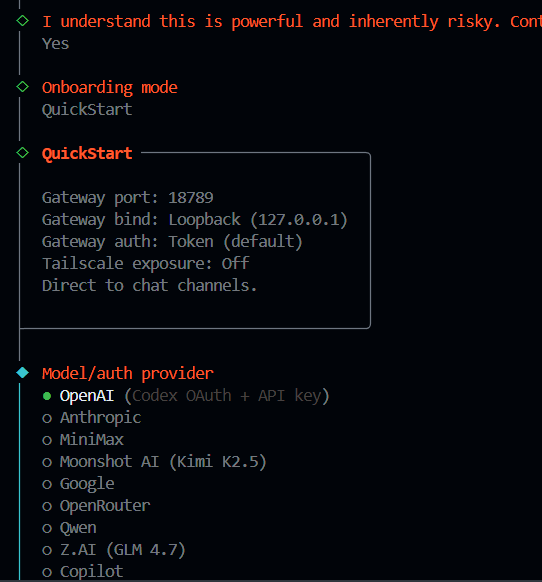 I understand this is powerful and inherently risky. Cont
Yes
Onboarding mode
QuickStart
QuickStart
Gateway port: 18789
Gateway bind: Loopback (127.0.0.1)
Gateway auth: Token (default)
Tailscale exposure: Off
Direct to chat channels.
Model/auth provider
OpenAI (Codex OAuth + API key)
Anthropic
MiniMax
Moonshot AI (Kimi K2.5)
Google
OpenRouter
Qwen
Z.AI (GLM 4.7)
Copilot